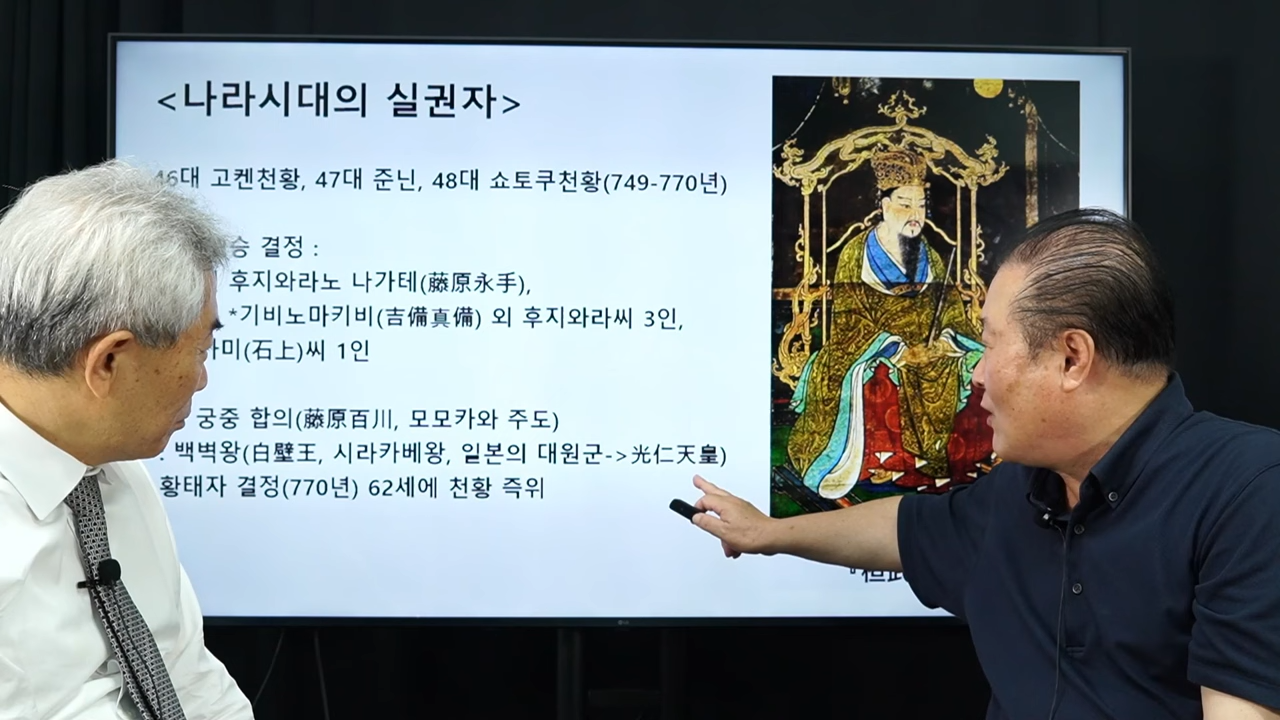 <나라시대의 실권자>
46대 고켄천황, 47대 준닌, 48대 쇼토쿠천황(749-770년)
승 결정 :
후지와라노 나가테(藤原永手),
*기비노마키비(吉備真備) 외 후지와라씨 3인,
미(石上)씨 1인
궁중 합의(藤原百川, 모모카와 주도)
: 백벽왕(白壁王, 시라카베왕, 일본의 대원군->光仁天皇)
황태자 결정(770년) 62세에 천황 즉위
LG